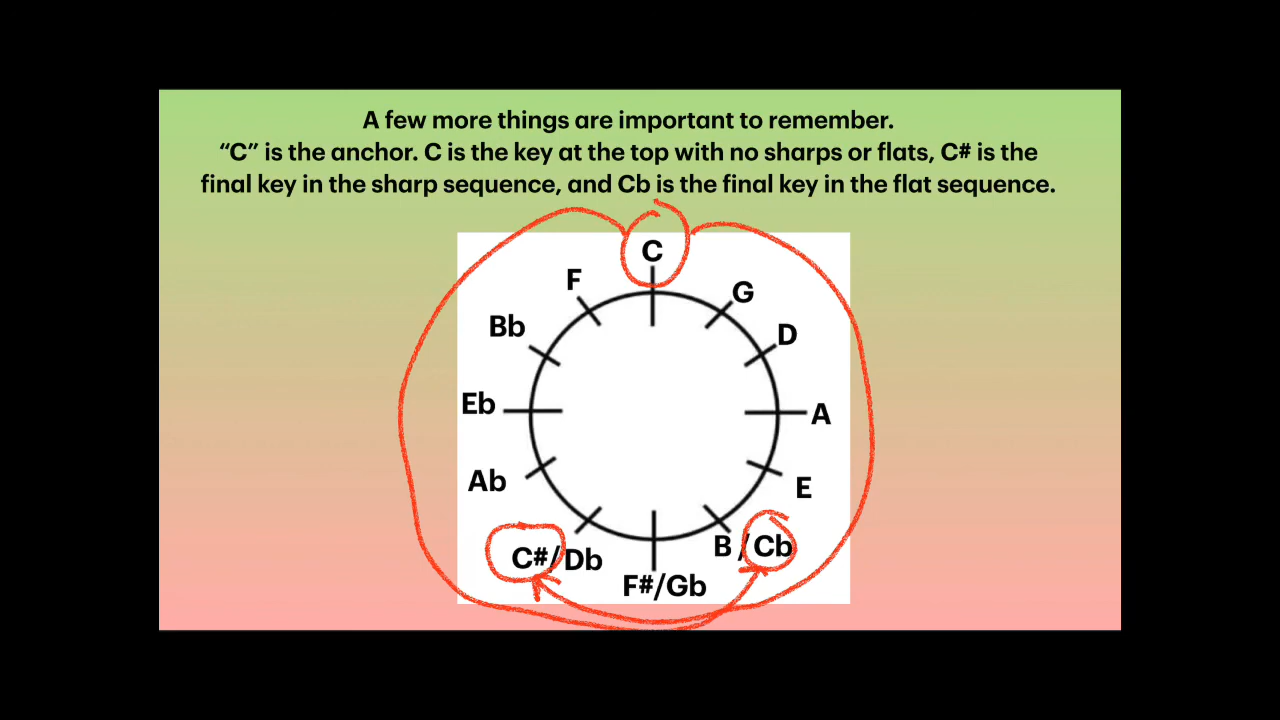 A few more things are important to remember.
“C” is the anchor. C is the key at the top with no sharps or flats, C# is the
final key in the sharp sequence, and Cb is the final key in the flat sequence.
C
F
G
Bb
D
Eb
A
Ab
E
C#/Db
B/Cb
F#/Gb